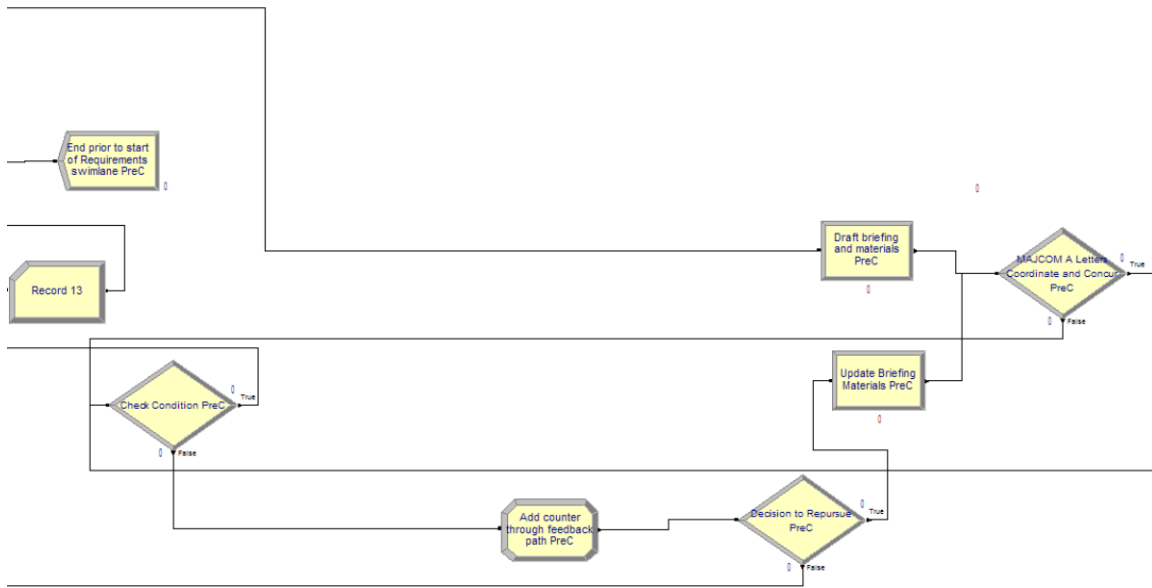 End prior to start
of Requirements
swimlane PreC
0
0
Draft briefing
and materials
PreC
0
MAJCOM A Letters
Coordinate and Concur
PreC
0
True
0
False
Record 13
0
Update Briefing
Materials PreC
0
Check Condition PreC
0
True
0
False
Add counter
through feedback
path PreC
Decision to Repursue
PreC
0
True
0
False